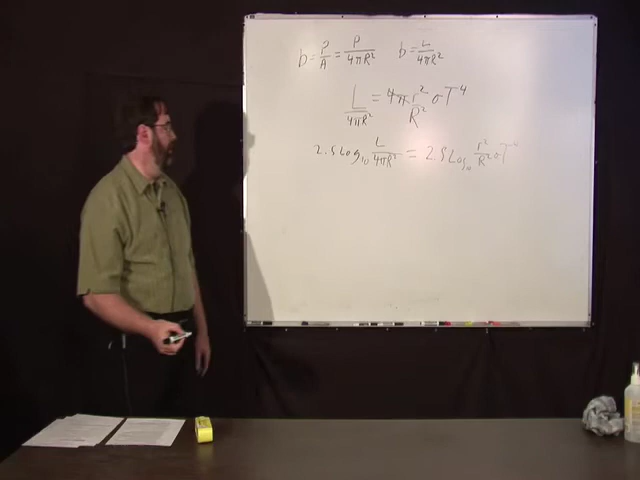 b = P/A = P/4πR² b = L/4πR²
L/4πR² = 4πr²/R² σT⁴
2.5 Log₁₀ L/4πR² = 2.5 Log₁₀ r²/R² σT⁴